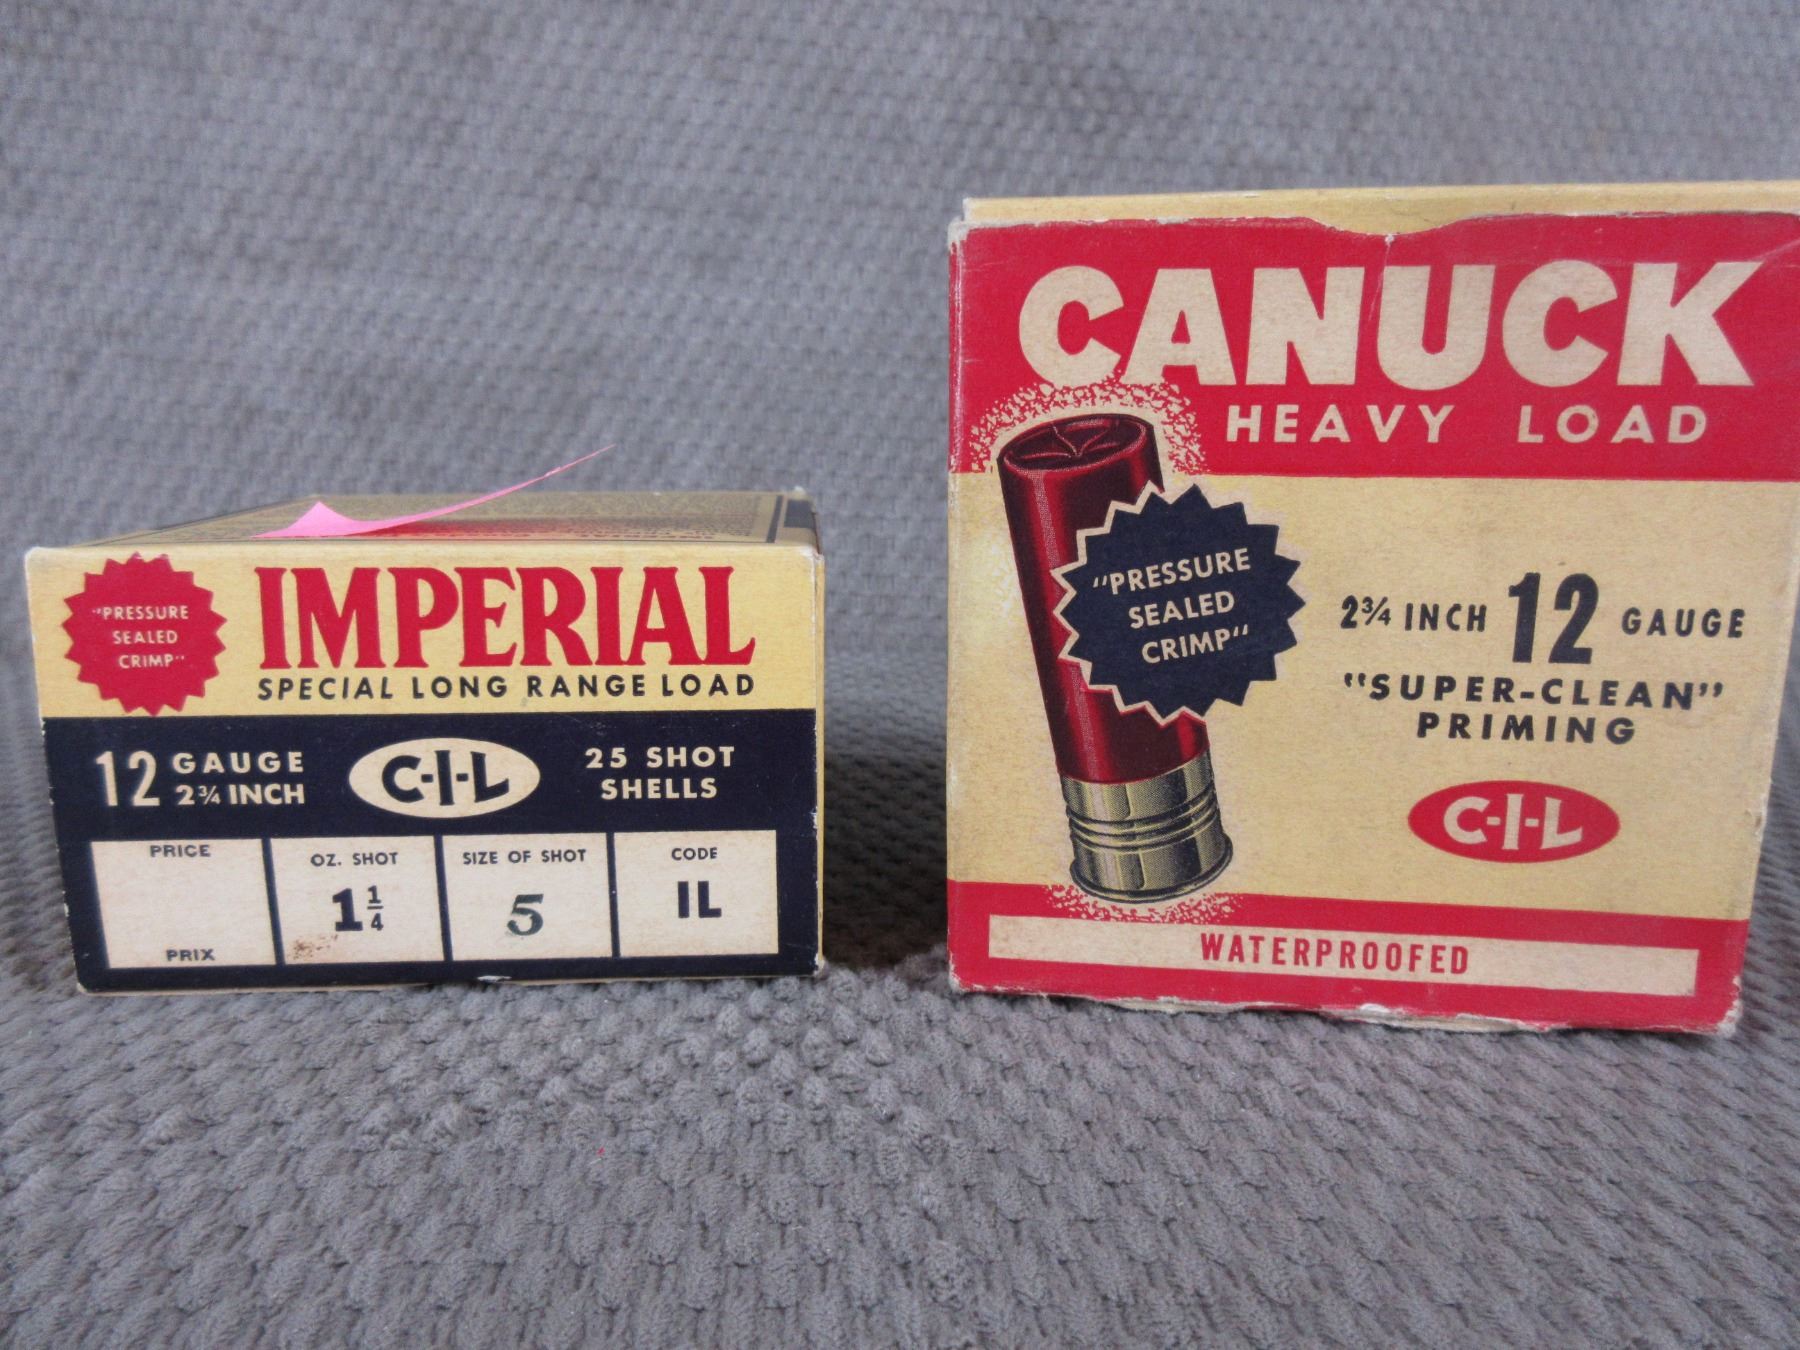 "PRESSURE
SEALED
CRIMP"
IMPERIAL
SPECIAL LONG RANGE LOAD
12 GAUGE
2¾ INCH
C-I-L
25 SHOT
SHELLS
PRICE
PRIX
OZ. SHOT
1¼
SIZE OF SHOT
5
CODE
IL
CANUCK
HEAVY LOAD
"PRESSURE
SEALED
CRIMP"
2¾ INCH 12 GAUGE
"SUPER-CLEAN"
PRIMING
C-I-L
WATERPROOFED